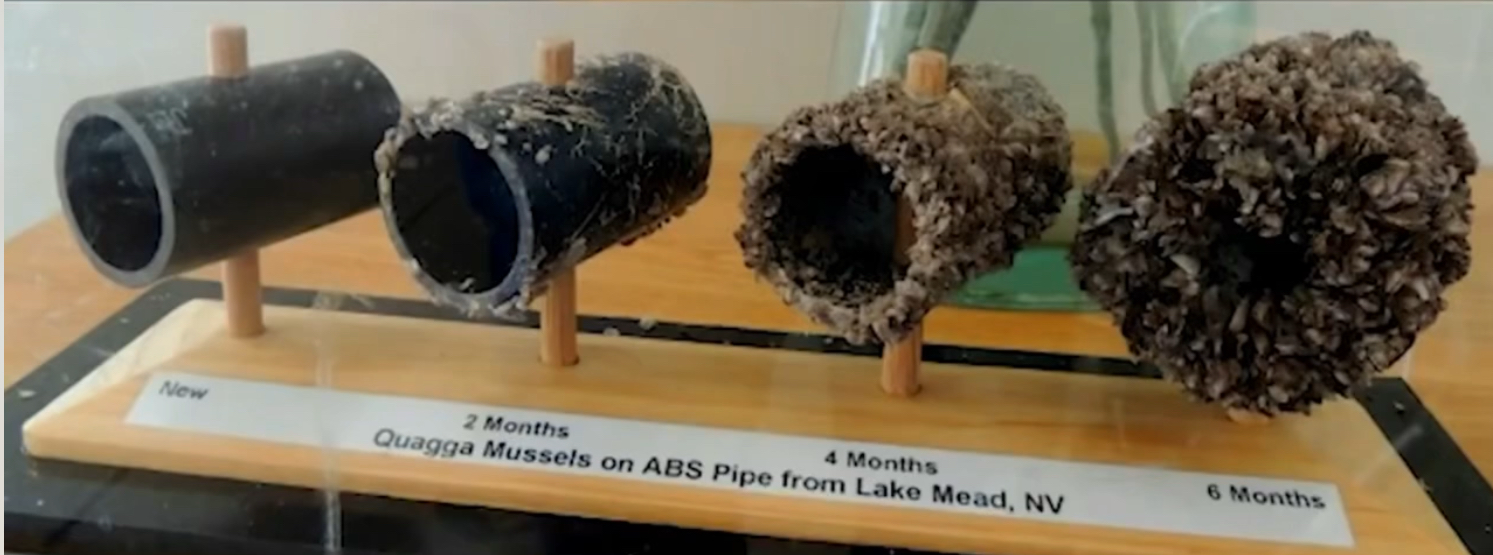 New
2 Months
4 Months
6 Months
Quagga Mussels on ABS Pipe from Lake Mead, NV